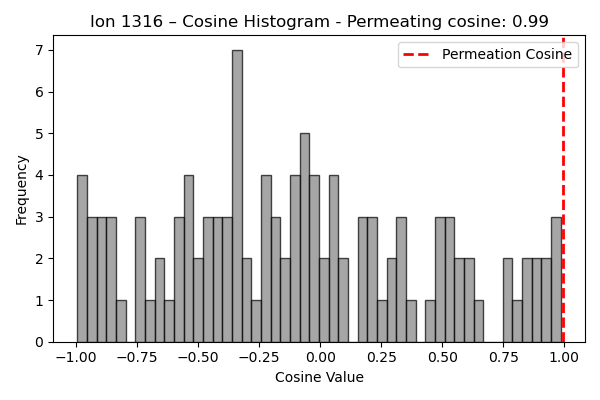 Ion 1316 – Cosine Histogram - Permeating cosine: 0.99
Permeation Cosine
Frequency
7
6
5
4
3
2
1
0
−1.00 −0.75 −0.50 −0.25 0.00 0.25 0.50 0.75 1.00
Cosine Value